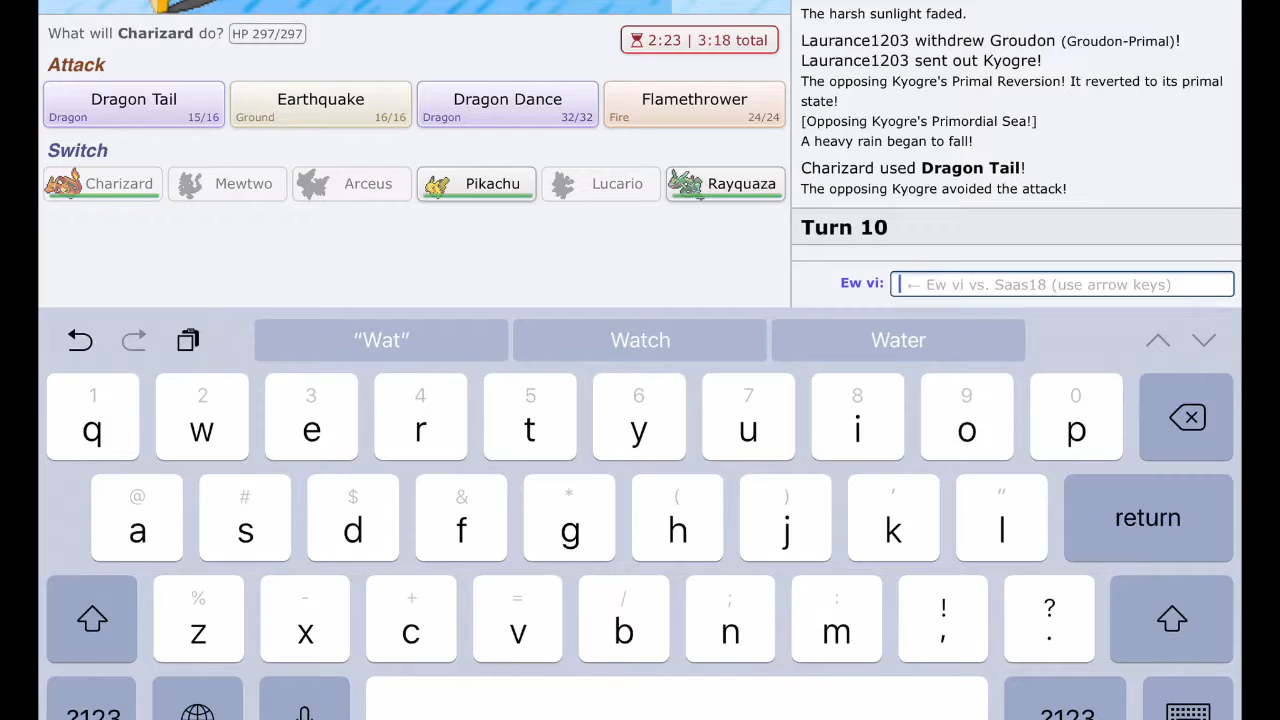 What will Charizard do? HP 297/297
2:23 | 3:18 total
Attack
Dragon Tail
Dragon 15/16
Earthquake
Ground 16/16
Dragon Dance
Dragon 32/32
Flamethrower
Fire 24/24
Switch
Charizard
Mewtwo
Arceus
Pikachu
Lucario
Rayquaza
The harsh sunlight faded.
Laurance1203 withdrew Groudon (Groudon-Primal)!
Laurance1203 sent out Kyogre!
The opposing Kyogre's Primal Reversion! It reverted to its primal
state!
[Opposing Kyogre's Primordial Sea!]
A heavy rain began to fall!
Charizard used Dragon Tail!
The opposing Kyogre avoided the attack!
Turn 10
Ew vi: ← Ew vi vs. Saas18 (use arrow keys)
“Wat” Watch Water
1 2 3 4 5 6 7 8 9 0
q w e r t y u i o p
@ # $ & * ( ) ' "
a s d f g h j k l return
% - + = / ; : ! ?
z x c v b n m , .
?123 ?123